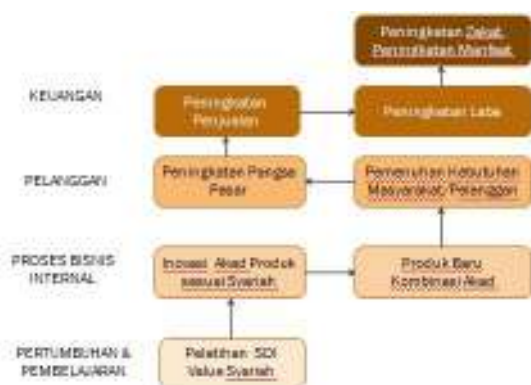 Peningkatan Zakat,
Peningkatan Manfaat
KEUANGAN
Peningkatan
Penjualan
Peningkatan Laba
PELANGGAN
Peningkatan Pangsa
Pasar
Pemenuhan Kebutuhan
Masyarakat/Pelanggan
PROSES BISNIS
INTERNAL
Inovasi Akad Produk
sesuai Syariah
Produk Baru
Kombinasi Akad
PERTUMBUHAN &
PEMBELAJARAN
Pelatihan SDI
Value Syariah